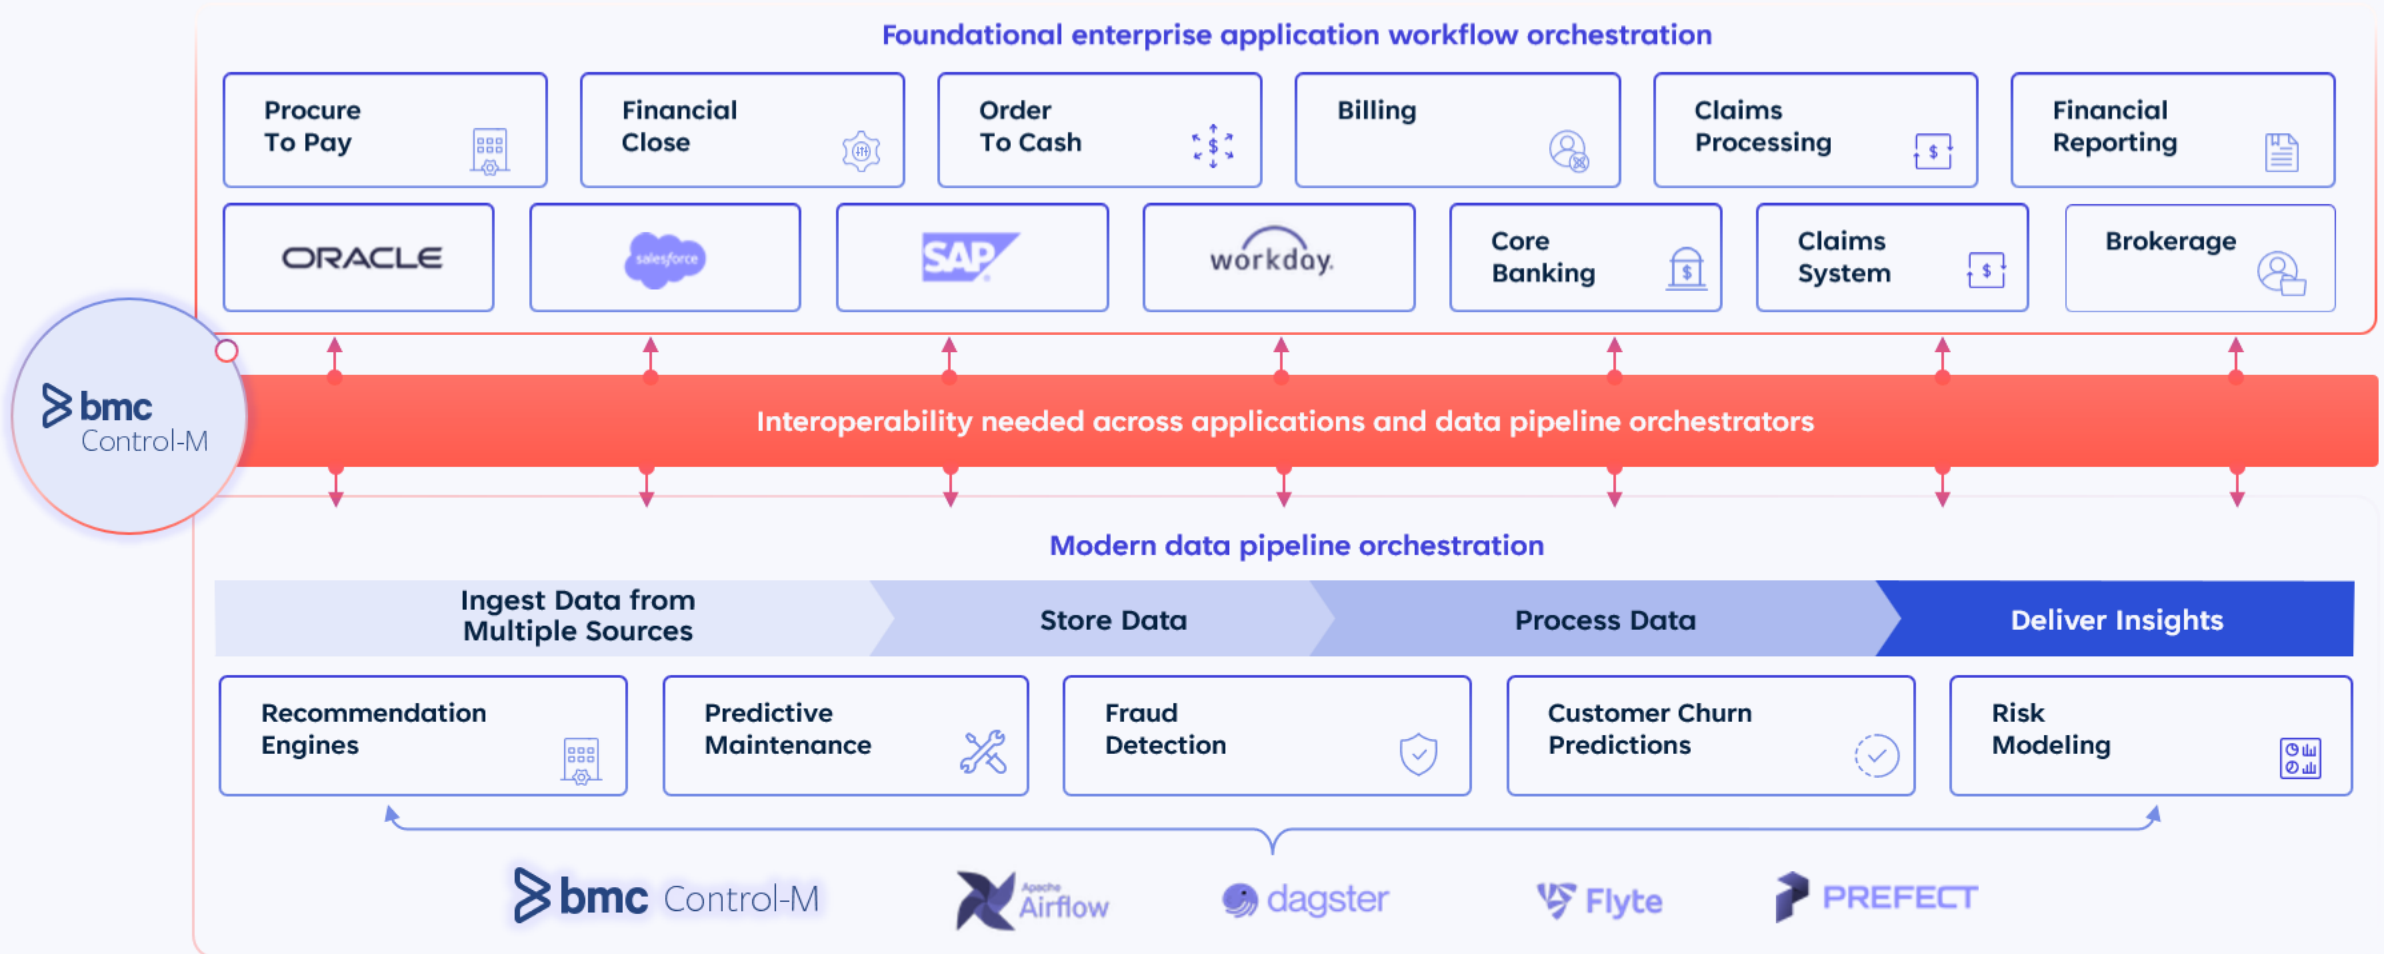 Foundational enterprise application workflow orchestration
Procure
To Pay
Financial
Close
Order
To Cash
Billing
Claims
Processing
Financial
Reporting
ORACLE
salesforce
SAP
workday.
Core
Banking
Claims
System
Brokerage
bmc
Control-M
Interoperability needed across applications and data pipeline orchestrators
Modern data pipeline orchestration
Ingest Data from
Multiple Sources
Store Data
Process Data
Deliver Insights
Recommendation
Engines
Predictive
Maintenance
Fraud
Detection
Customer Churn
Predictions
Risk
Modeling
bmc Control-M
Apache
Airflow
dagster
Flyte
PREFECT